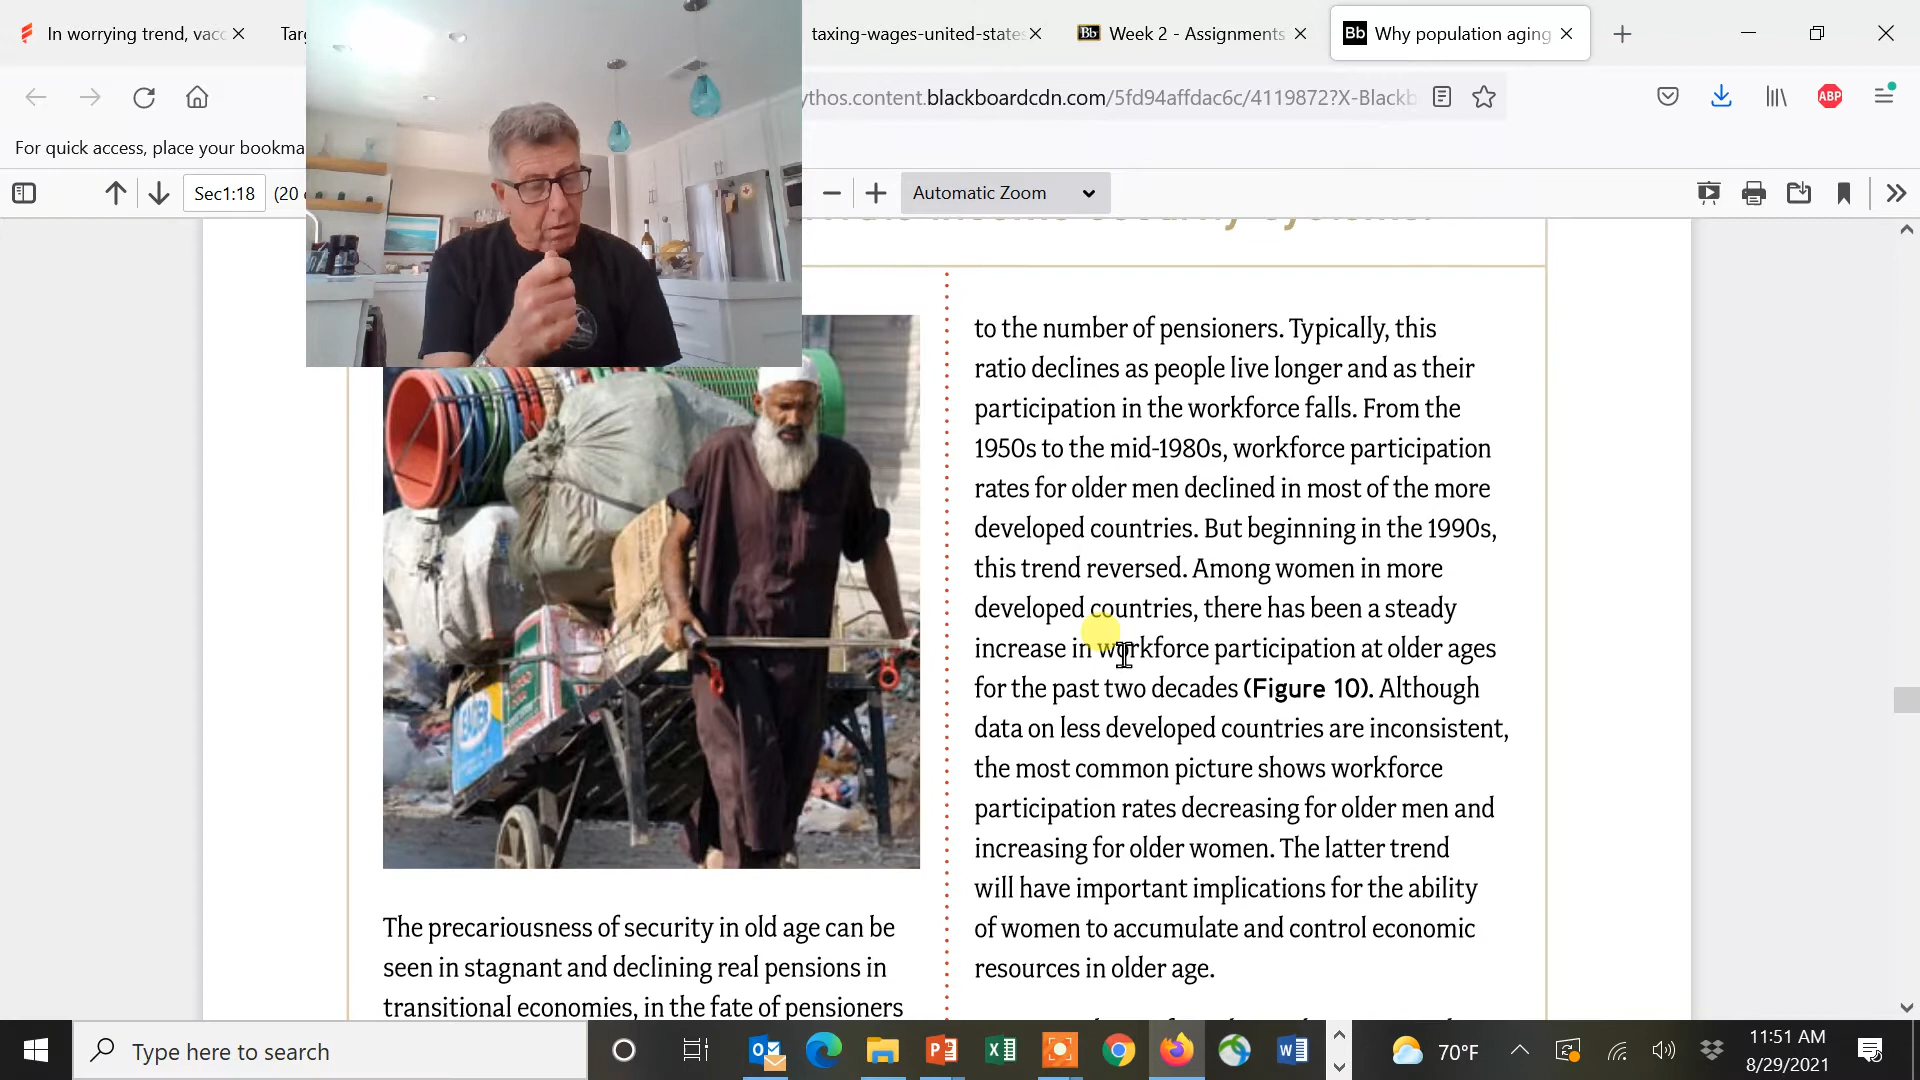 In worrying trend, vacc
Tar
taxing-wages-united-states
Bb Week 2 - Assignments
Bb Why population aging
ythos.content.blackboardcdn.com/5fd94affdac6c/4119872?X-Blackb
ABP
For quick access, place your bookma
Sec1:18 (20
Automatic Zoom
to the number of pensioners. Typically, this
ratio declines as people live longer and as their
participation in the workforce falls. From the
1950s to the mid-1980s, workforce participation
rates for older men declined in most of the more
developed countries. But beginning in the 1990s,
this trend reversed. Among women in more
developed countries, there has been a steady
increase in workforce participation at older ages
for the past two decades (Figure 10). Although
data on less developed countries are inconsistent,
the most common picture shows workforce
participation rates decreasing for older men and
increasing for older women. The latter trend
will have important implications for the ability
of women to accumulate and control economic
resources in older age.
LEADER
The precariousness of security in old age can be
seen in stagnant and declining real pensions in
transitional economies, in the fate of pensioners
Type here to search
70°F
11:51 AM
8/29/2021